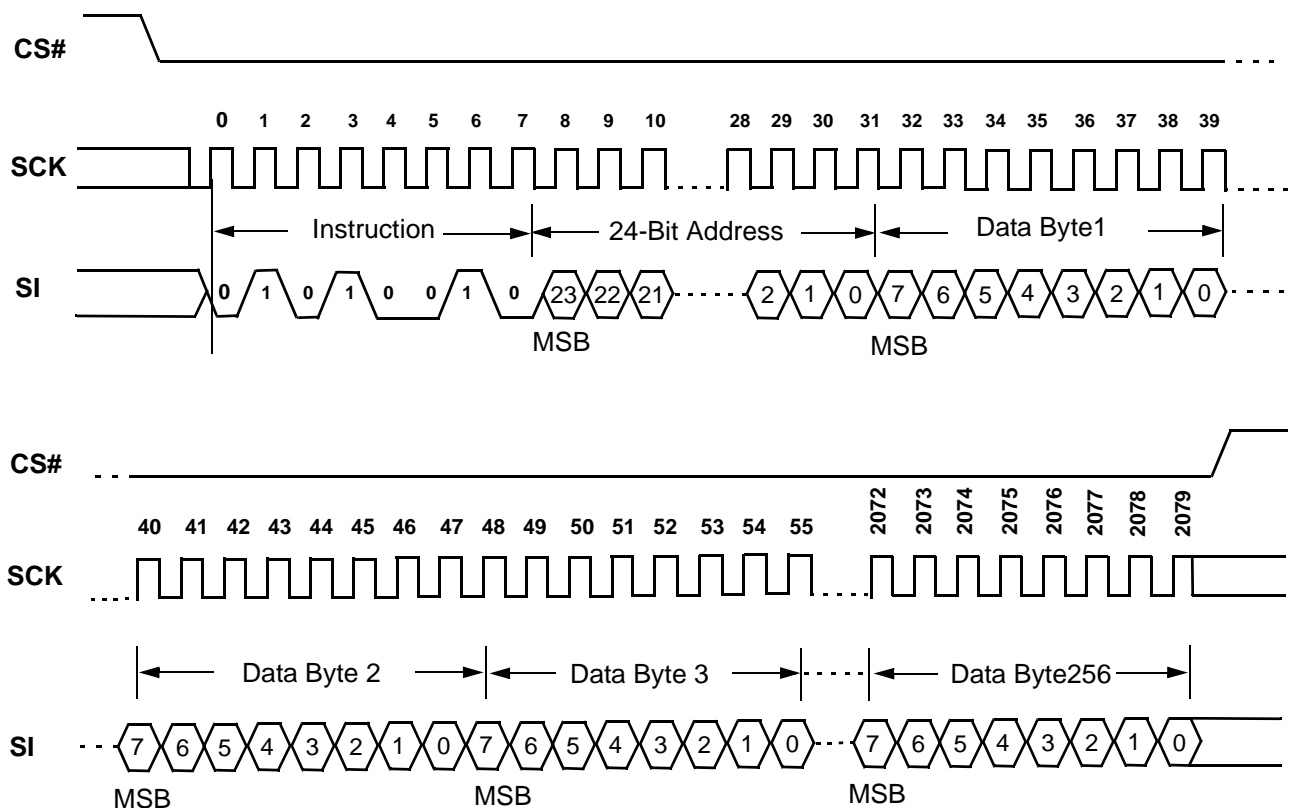 CS#
0 1 2 3 4 5 6 7 8 9 10 28 29 30 31 32 33 34 35 36 37 38 39
SCK
Instruction 24-Bit Address Data Byte1
SI 0 1 0 1 0 0 1 0 23 22 21 2 1 0 7 6 5 4 3 2 1 0
MSB MSB
CS#
40 41 42 43 44 45 46 47 48 49 50 51 52 53 54 55 2072 2073 2074 2075 2076 2077 2078 2079
SCK
Data Byte 2 Data Byte 3 Data Byte256
SI 7 6 5 4 3 2 1 0 7 6 5 4 3 2 1 0 7 6 5 4 3 2 1 0
MSB MSB MSB